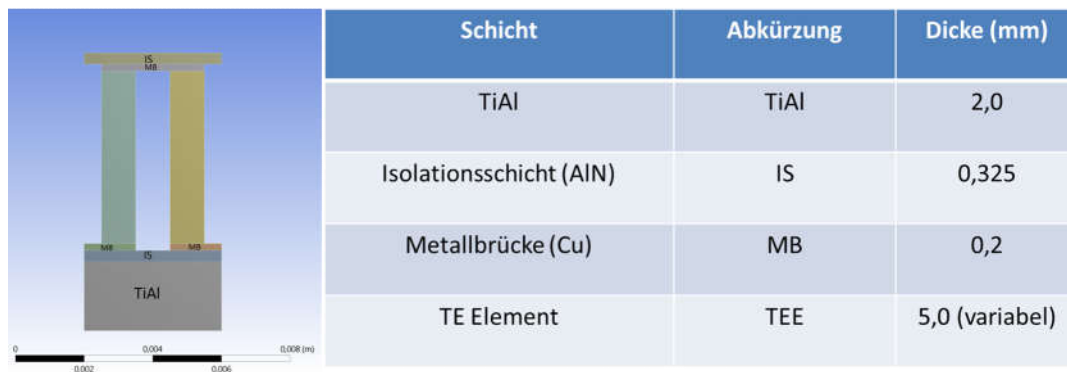 IS
MB
MB
MB
IS
TiAl
0
0,004
0,008 (m)
0,002
0,006
Schicht Abkürzung Dicke (mm)
TiAl TiAl 2,0
Isolationsschicht (AlN) IS 0,325
Metallbrücke (Cu) MB 0,2
TE Element TEE 5,0 (variabel)